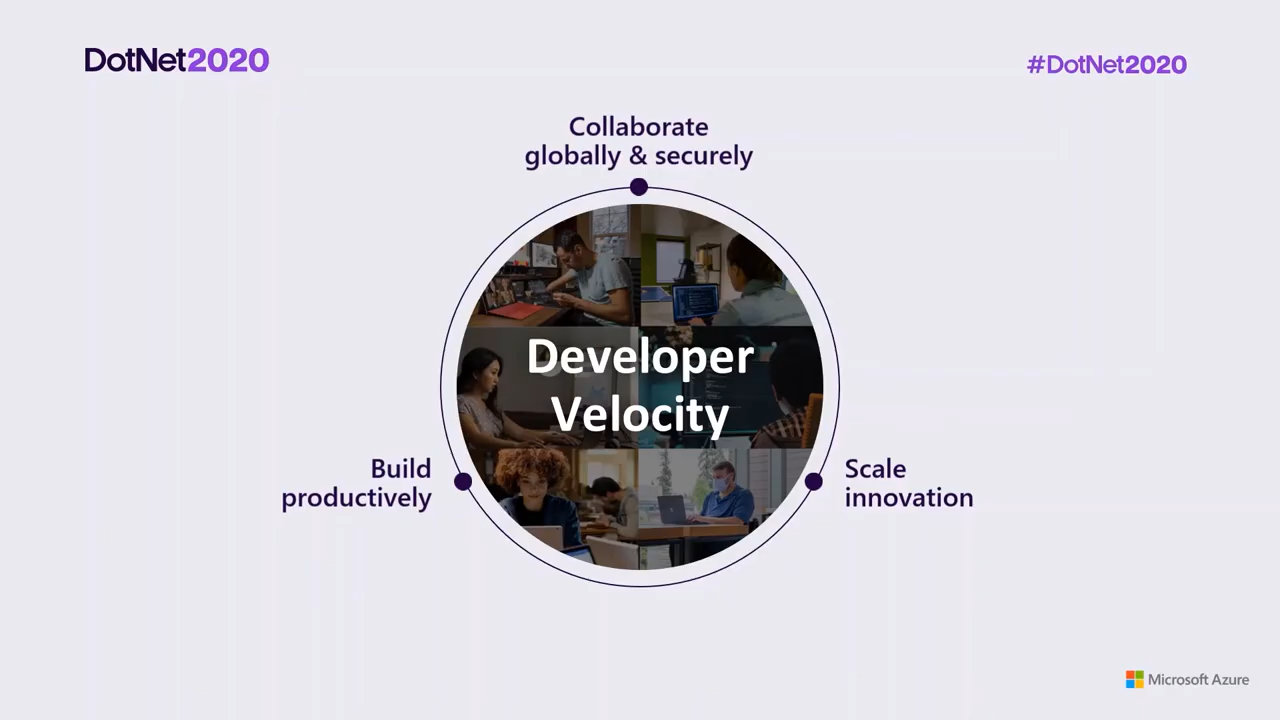 DotNet2020
#DotNet2020
Collaborate
globally & securely
Developer
Velocity
Build
productively
Scale
innovation
Microsoft Azure